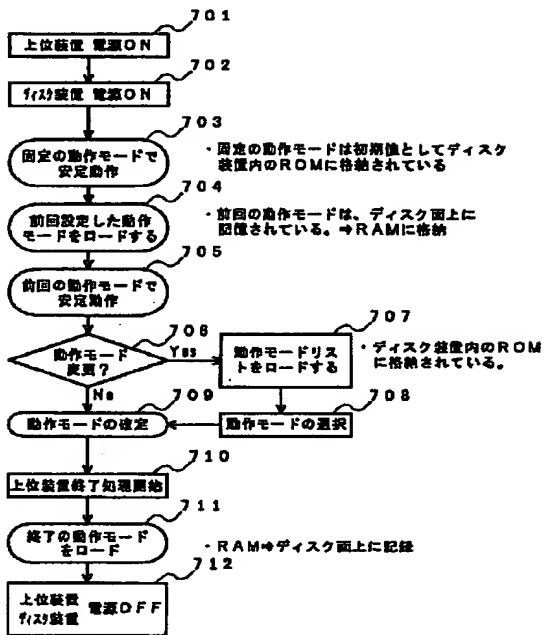 701
上位装置 電源ON
702
ディスク装置 電源ON
703
固定の動作モードで
安定動作
・固定の動作モードは初期値としてディスク
装置内のROMに格納されている
704
前回設定した動作
モードをロードする
・前回の動作モードは、ディスク面上に
記憶されている。⇒RAMに格納
705
前回の動作モードで
安定動作
706
動作モード
変更?
Yes
No
707
動作モードリス
トをロードする
・ディスク装置内のROM
に格納されている。
708
動作モードの選択
709
動作モードの確定
710
上位装置終了処理開始
711
終了の動作モード
をロード
・RAM⇒ディスク面上に記録
712
上位装置
ディスク装置
電源OFF